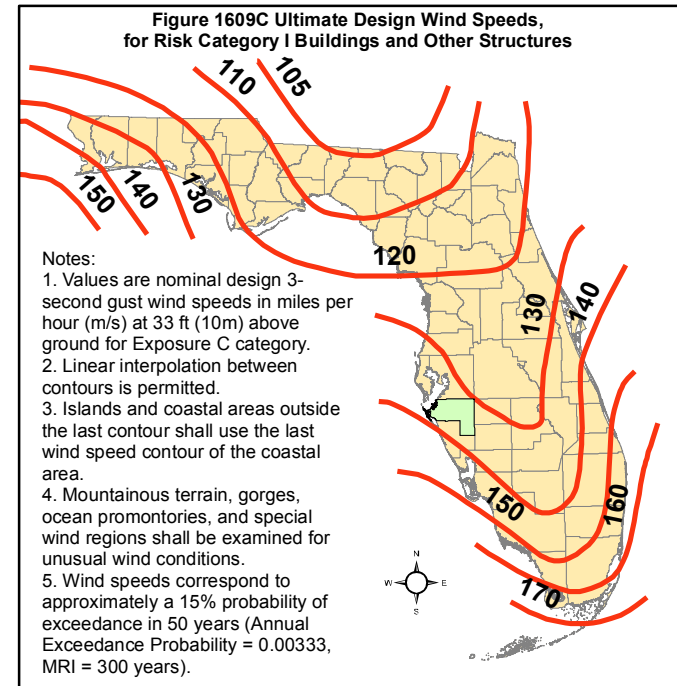 Figure 1609C Ultimate Design Wind Speeds,
for Risk Category I Buildings and Other Structures
105
110
150
140
130
120
130
140
Notes:
1. Values are nominal design 3-
second gust wind speeds in miles per
hour (m/s) at 33 ft (10m) above
ground for Exposure C category.
2. Linear interpolation between
contours is permitted.
3. Islands and coastal areas outside
the last contour shall use the last
wind speed contour of the coastal
area.
4. Mountainous terrain, gorges,
ocean promontories, and special
wind regions shall be examined for
unusual wind conditions.
5. Wind speeds correspond to
approximately a 15% probability of
exceedance in 50 years (Annual
Exceedance Probability = 0.00333,
MRI = 300 years).
150
160
170
N
W E
S